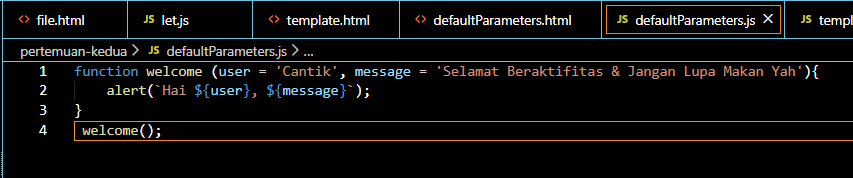 <> file.html JS let.js <> template.html <> defaultParameters.html JS defaultParameters.js × JS templ
pertemuan-kedua > JS defaultParameters.js > ...
1 function welcome (user = 'Cantik', message = 'Selamat Beraktifitas & Jangan Lupa Makan Yah'){
2 alert(`Hai ${user}, ${message}`);
3 }
4 welcome();